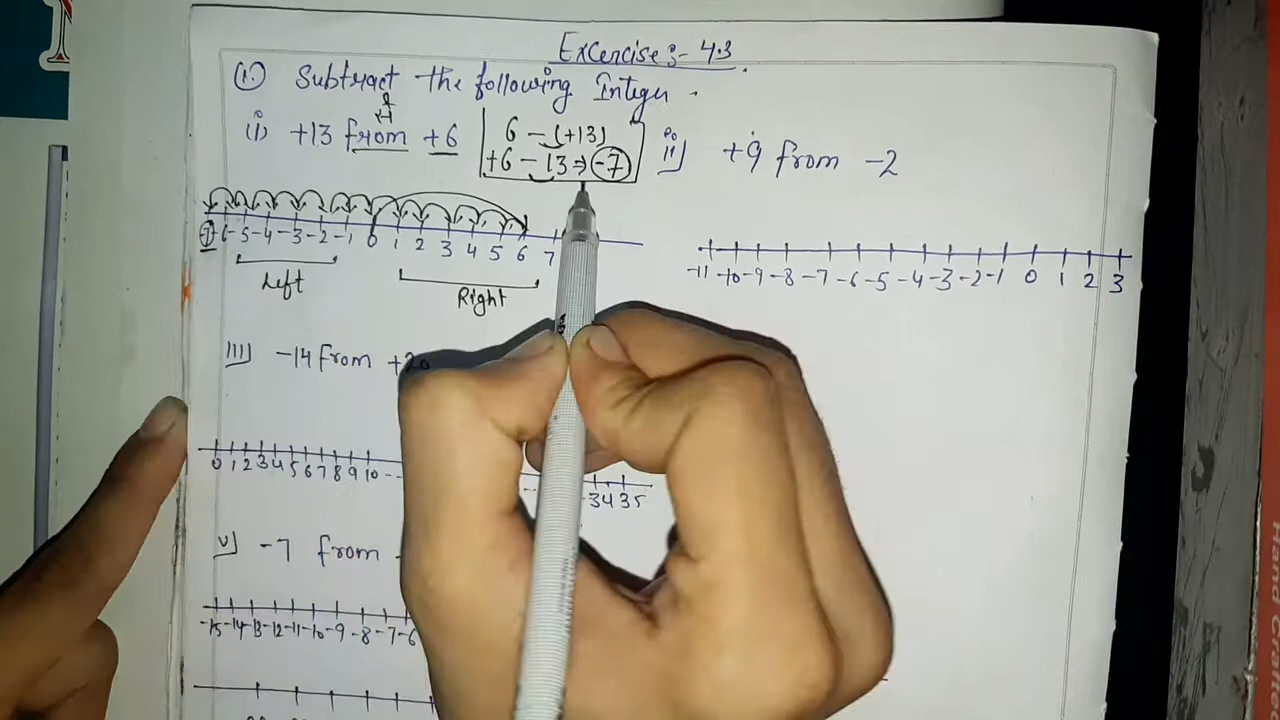 Excercise:- 4.3
(1) Subtract the following Integer.
(i) +13 from +6
6 - (+13)
+6 - 13 ⇒ -7
ii) +9 from -2
-7 -6 -5 -4 -3 -2 -1 0 1 2 3 4 5 6 7
Left
Right
-11 -10 -9 -8 -7 -6 -5 -4 -3 -2 -1 0 1 2 3
III) -14 from +20
0 1 2 3 4 5 6 7 8 9 10 --
34 35
v) -7 from -
-15 -14 -13 -12 -11 -10 -9 -8 -7 -6